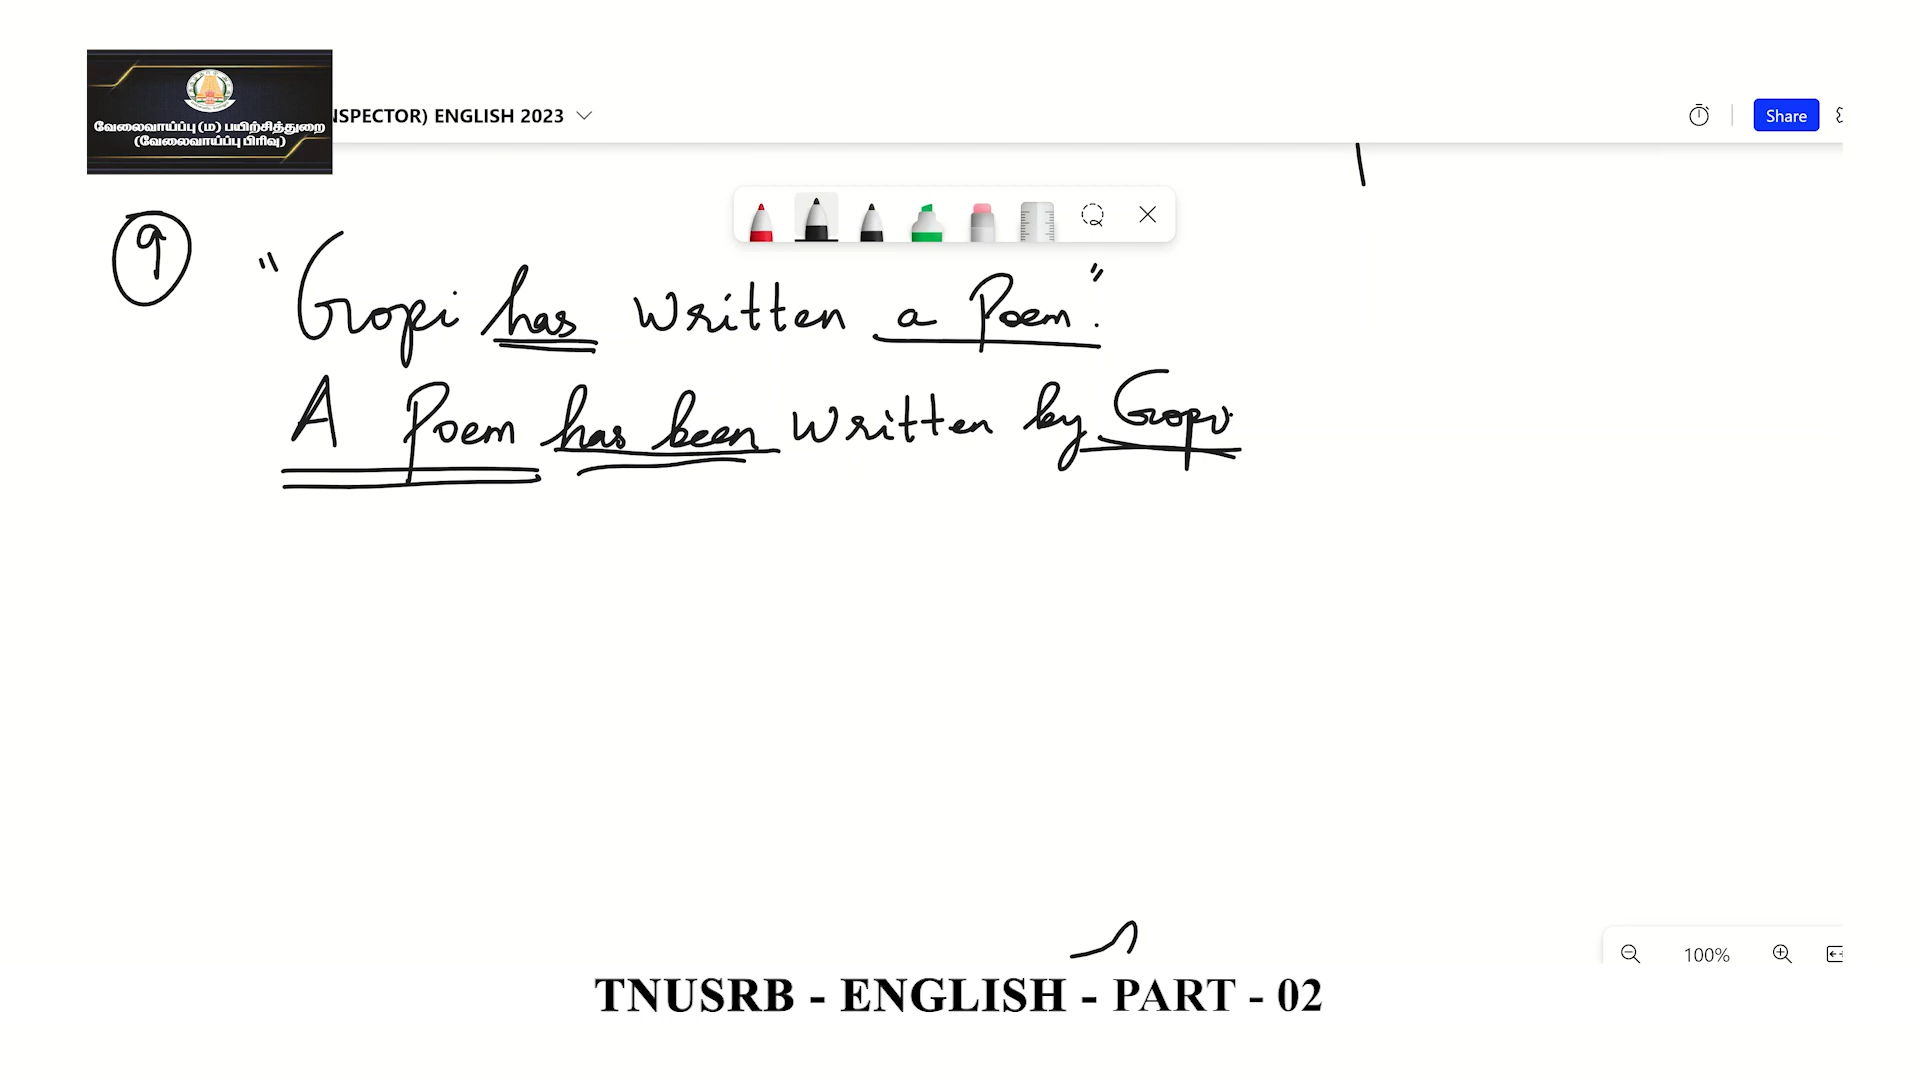 வேலைவாய்ப்பு (ம) பயிற்சித்துறை
(வேலைவாய்ப்பு பிரிவு)
NSPECTOR) ENGLISH 2023
Share
9
"Gopi has written a Poem."
A Poem has been written by Gopi
100%
TNUSRB - ENGLISH - PART - 02